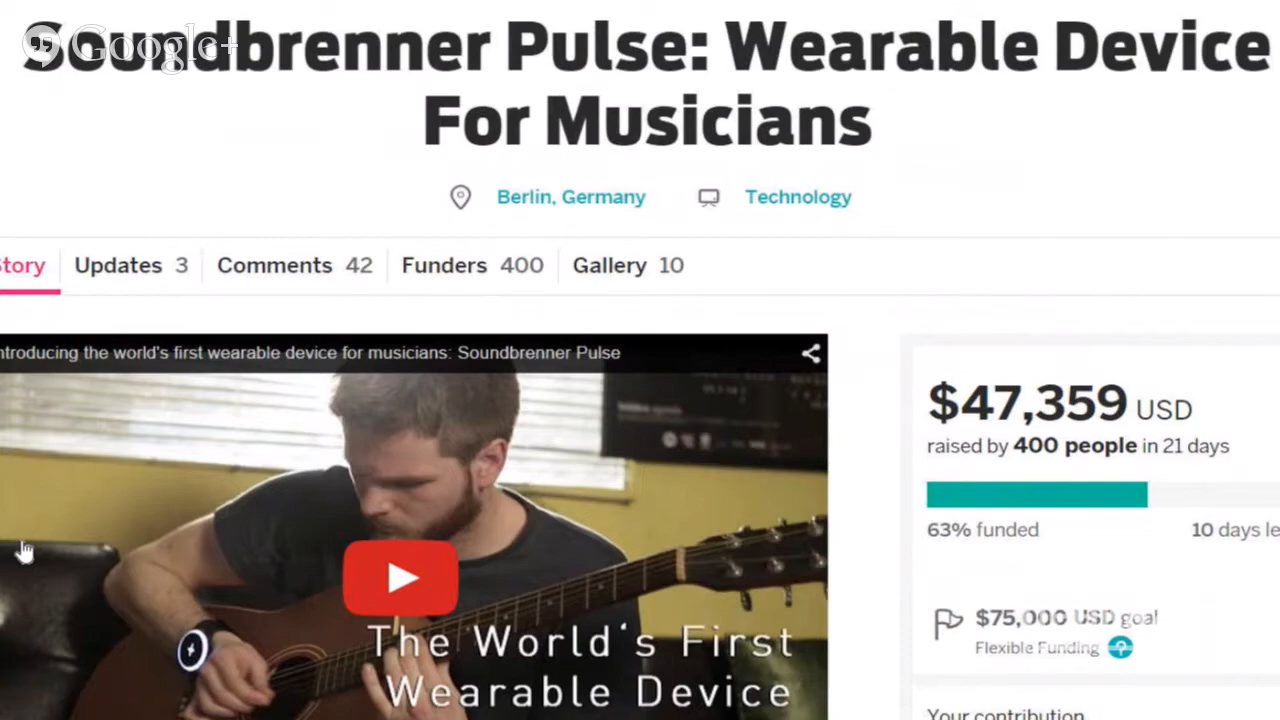 Google+
Soundbrenner Pulse: Wearable Device
For Musicians
Berlin, Germany Technology
Story Updates 3 Comments 42 Funders 400 Gallery 10
ntroducing the world's first wearable device for musicians: Soundbrenner Pulse
$47,359 USD
raised by 400 people in 21 days
63% funded 10 days le
$75,000 USD goal
Flexible Funding
The World's First
Wearable Device
Your contribution